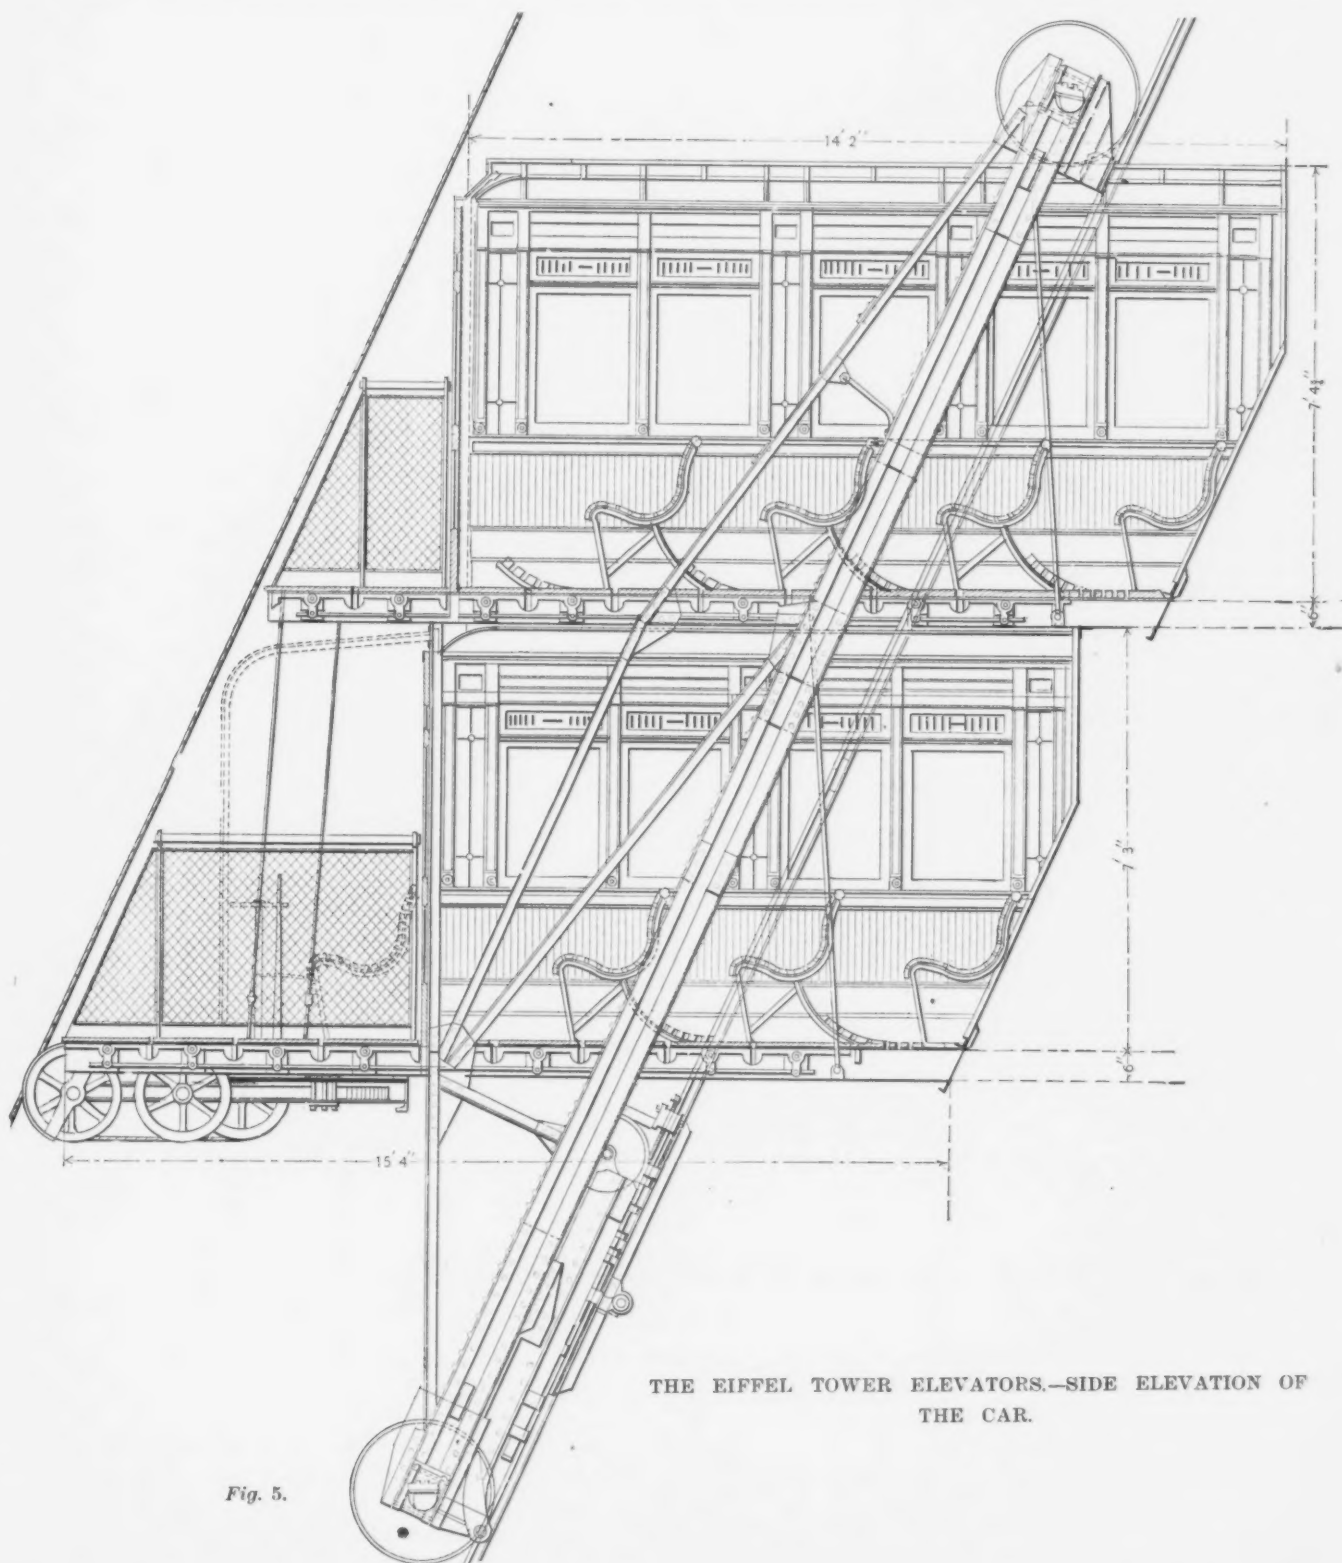 14' 2"
7' 4½"
6"
7' 3"
6"
15' 4"
THE EIFFEL TOWER ELEVATORS.—SIDE ELEVATION OF
THE CAR.
Fig. 5.